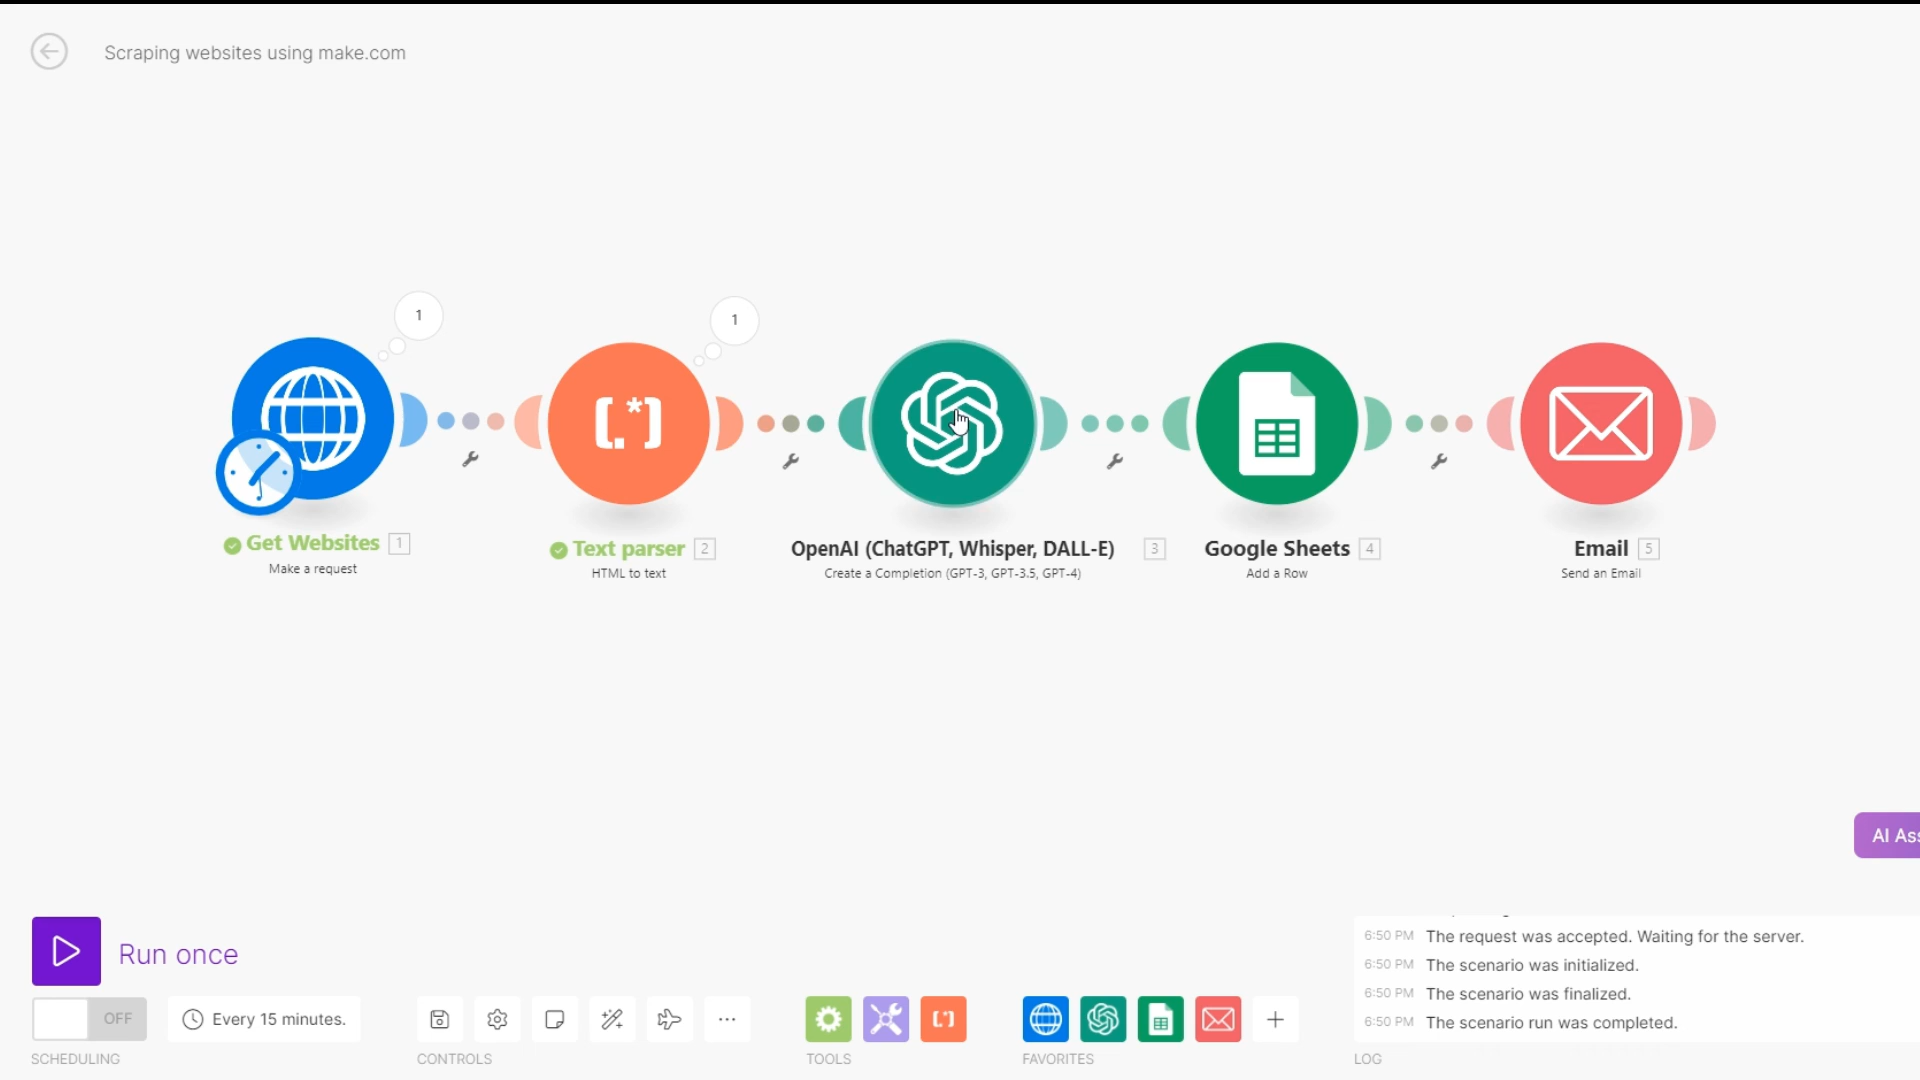 Scraping websites using make.com
1
1
Get Websites 1
Make a request
Text parser 2
HTML to text
OpenAI (ChatGPT, Whisper, DALL-E) 3
Create a Completion (GPT-3, GPT-3.5, GPT-4)
Google Sheets 4
Add a Row
Email 5
Send an Email
AI Ass
Run once
OFF
Every 15 minutes.
SCHEDULING
CONTROLS
TOOLS
FAVORITES
6:50 PM The request was accepted. Waiting for the server.
6:50 PM The scenario was initialized.
6:50 PM The scenario was finalized.
6:50 PM The scenario run was completed.
LOG